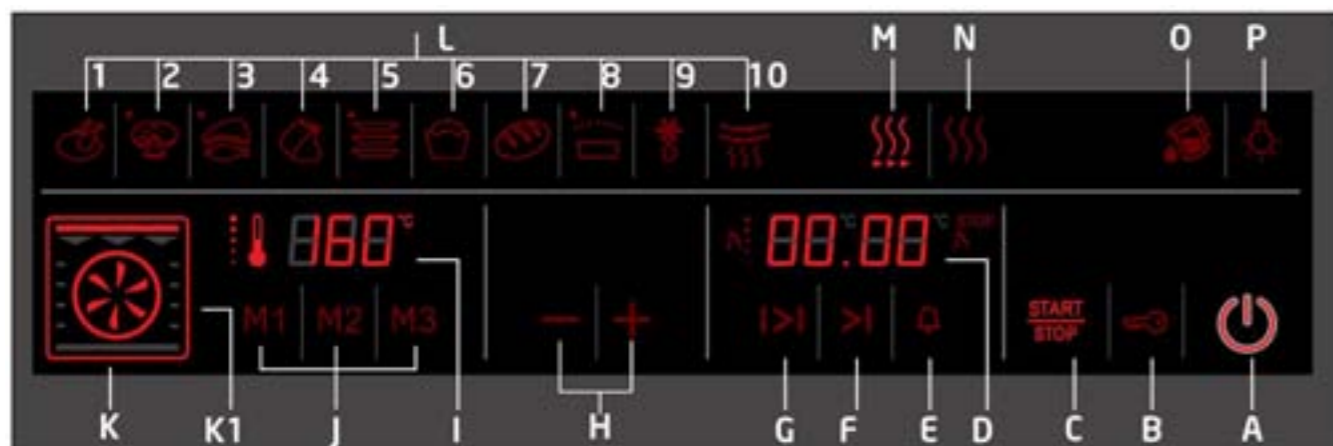 L M N O P
1 2 3 4 5 6 7 8 9 10
160 °C 00.00 °C STOP
M1 M2 M3 START
STOP
K K1 J I H G F E D C B A